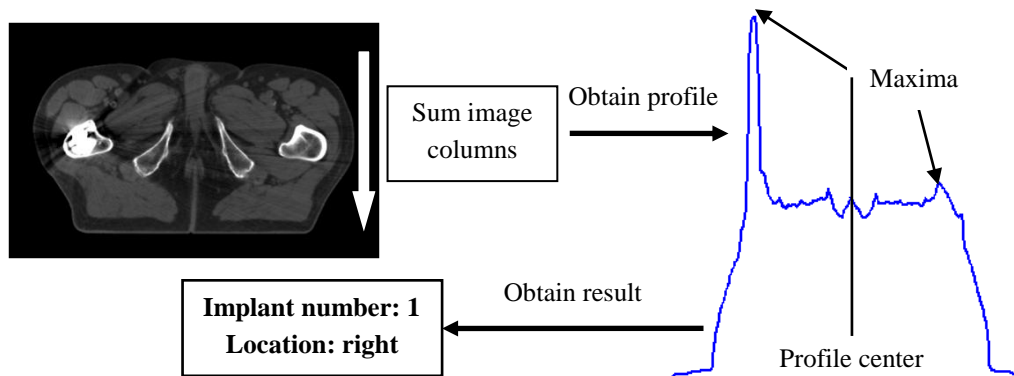 Sum image
columns
Obtain profile
Maxima
Implant number: 1
Location: right
Obtain result
Profile center